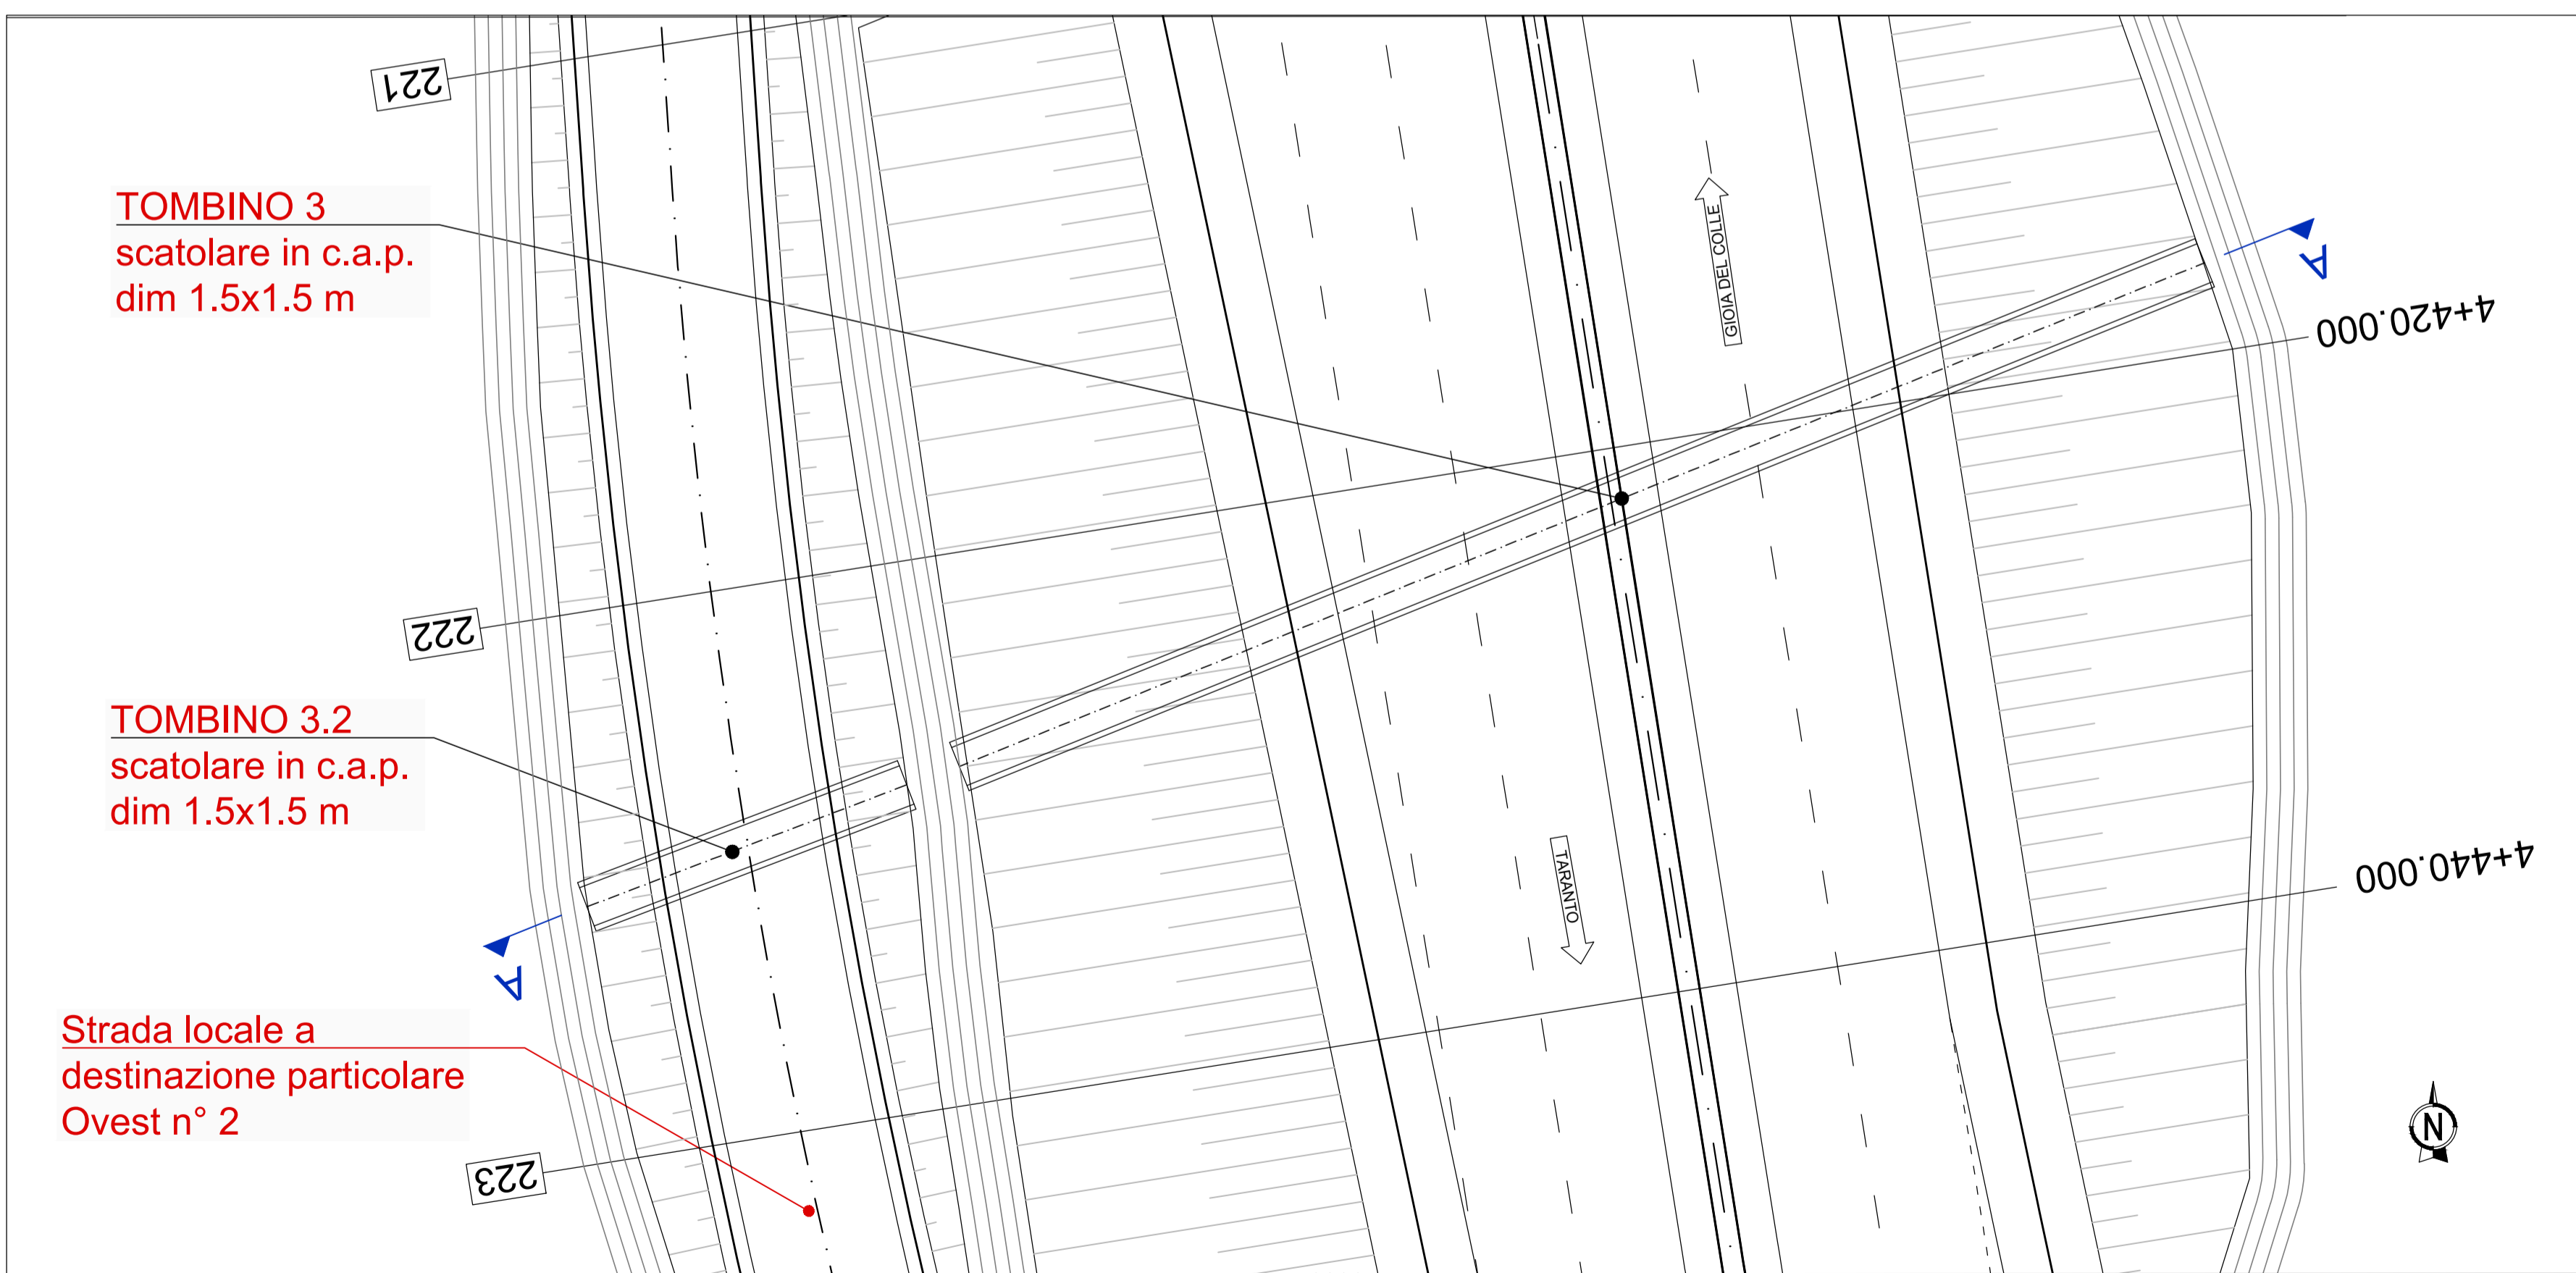 221
TOMBINO 3
scatolare in c.a.p.
dim 1.5x1.5 m
GIOIA DEL COLLE
A
4+420.000
222
TOMBINO 3.2
scatolare in c.a.p.
dim 1.5x1.5 m
TARANTO
4+440.000
A
Strada locale a
destinazione particolare
Ovest n° 2
N
223